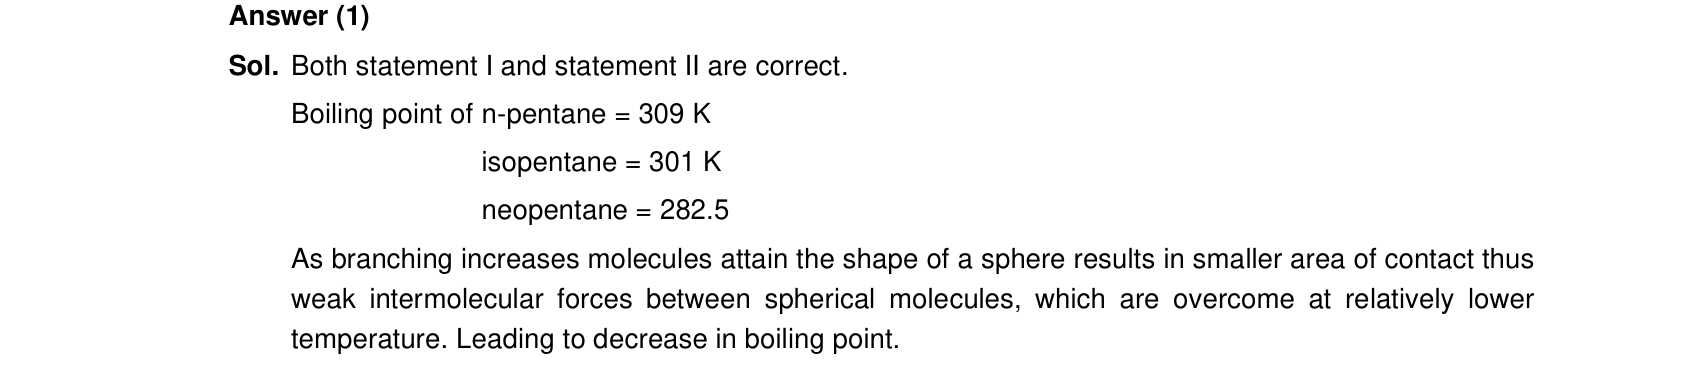 Answer (1)
Sol. Both statement I and statement II are correct.
Boiling point of n-pentane = 309 K
isopentane = 301 K
neopentane = 282.5
As branching increases molecules attain the shape of a sphere results in smaller area of contact thus
weak intermolecular forces between spherical molecules, which are overcome at relatively lower
temperature. Leading to decrease in boiling point.